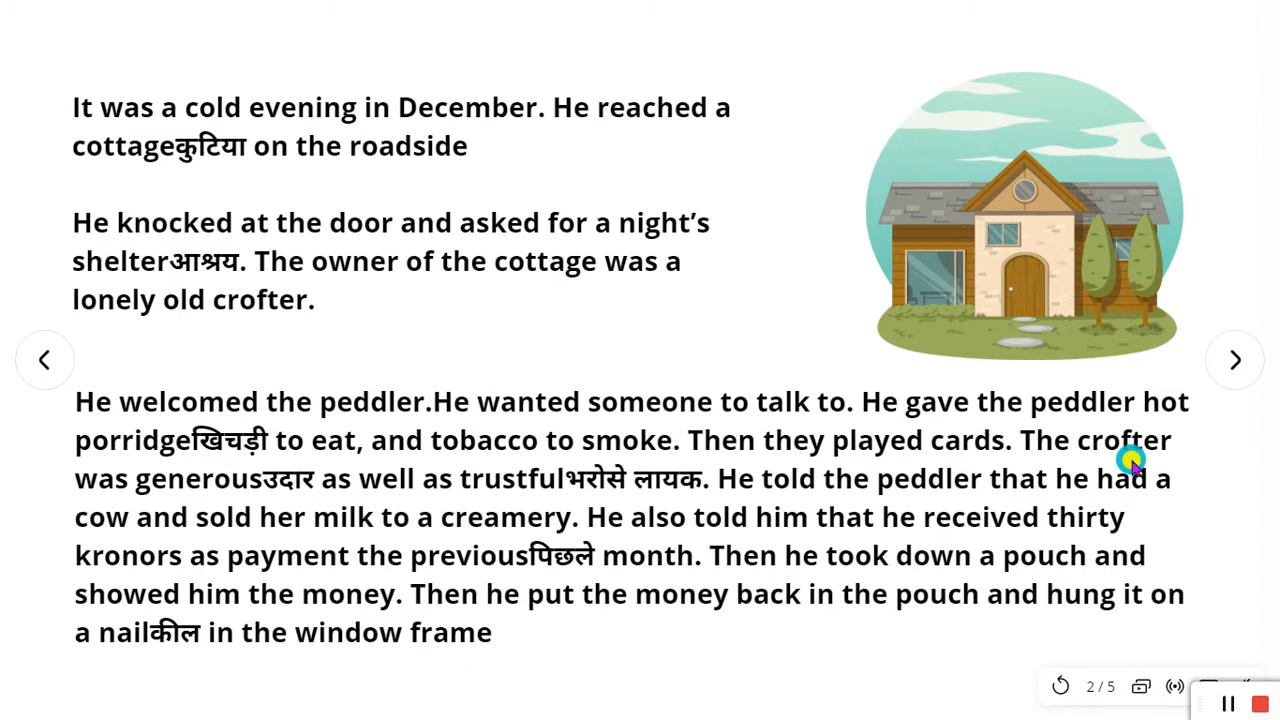 It was a cold evening in December. He reached a
cottageकुटिया on the roadside
He knocked at the door and asked for a night’s
shelterआश्रय. The owner of the cottage was a
lonely old crofter.
He welcomed the peddler.He wanted someone to talk to. He gave the peddler hot
porridgeखिचड़ी to eat, and tobacco to smoke. Then they played cards. The crofter
was generousउदार as well as trustfulभरोसे लायक. He told the peddler that he had a
cow and sold her milk to a creamery. He also told him that he received thirty
kronors as payment the previousपिछले month. Then he took down a pouch and
showed him the money. Then he put the money back in the pouch and hung it on
a nailकील in the window frame
2 / 5